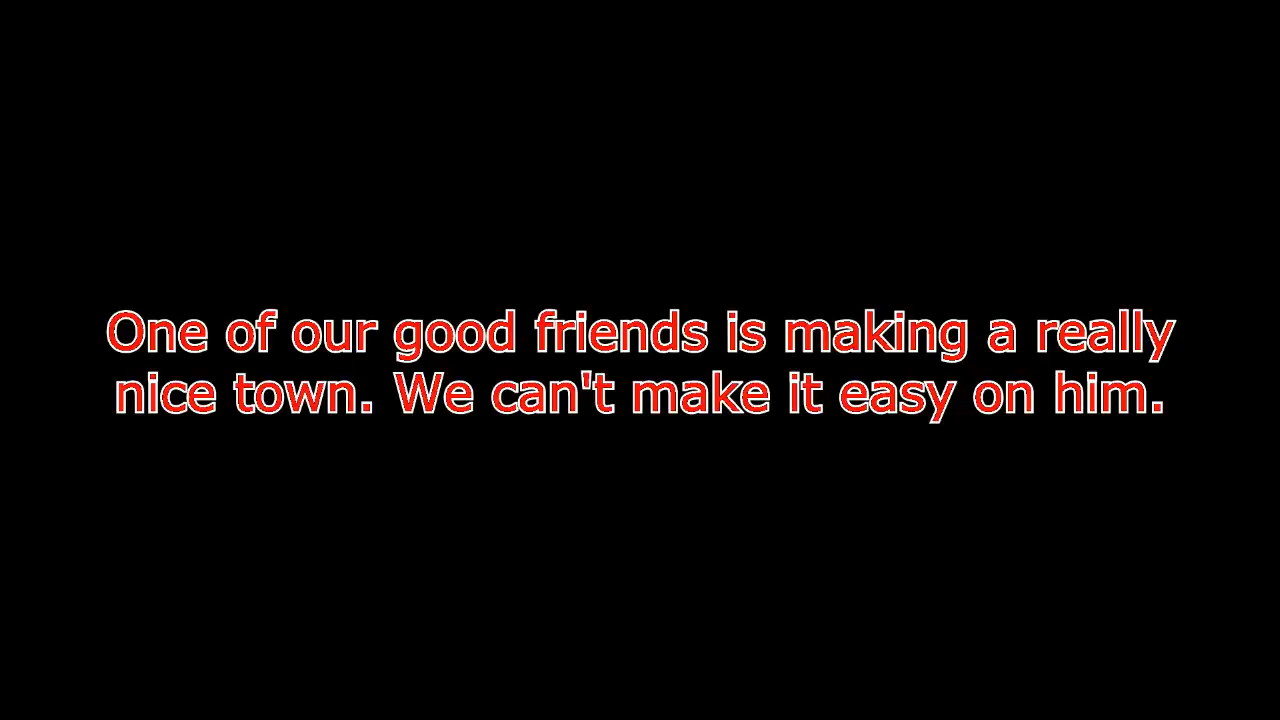 One of our good friends is making a really
nice town. We can't make it easy on him.